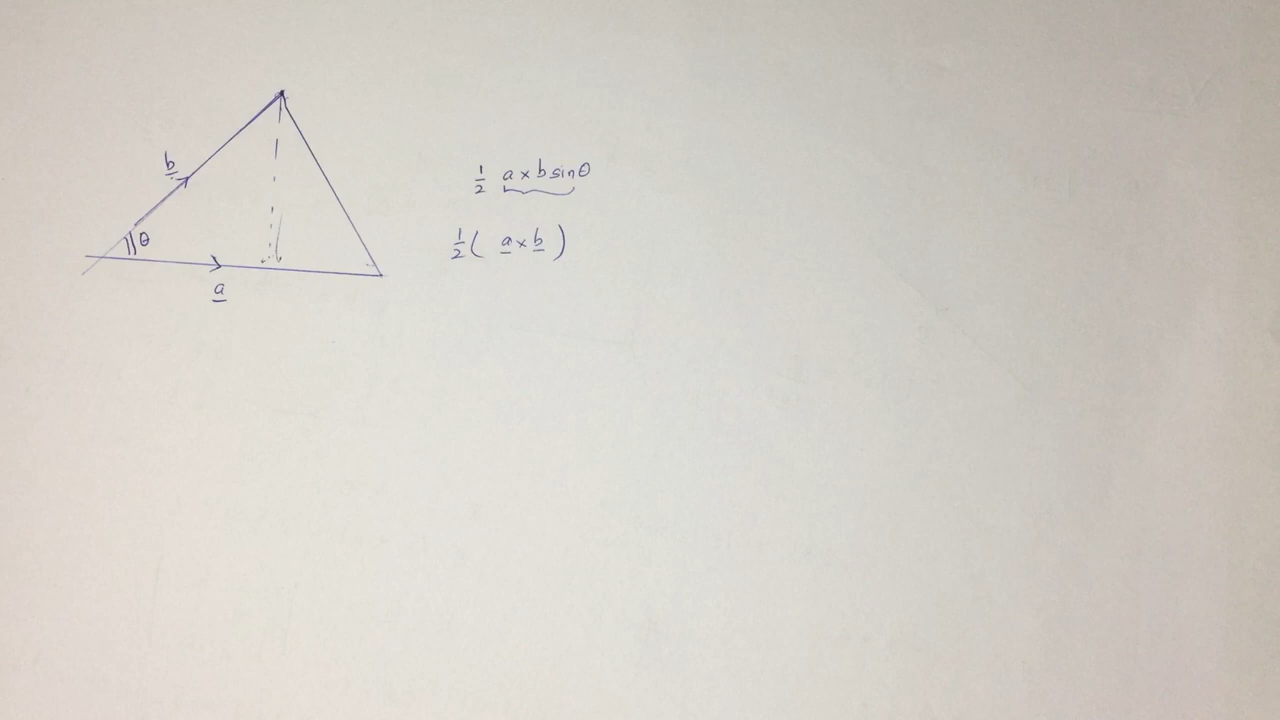 b
θ
a
½ a × b sinθ
½ ( a × b )